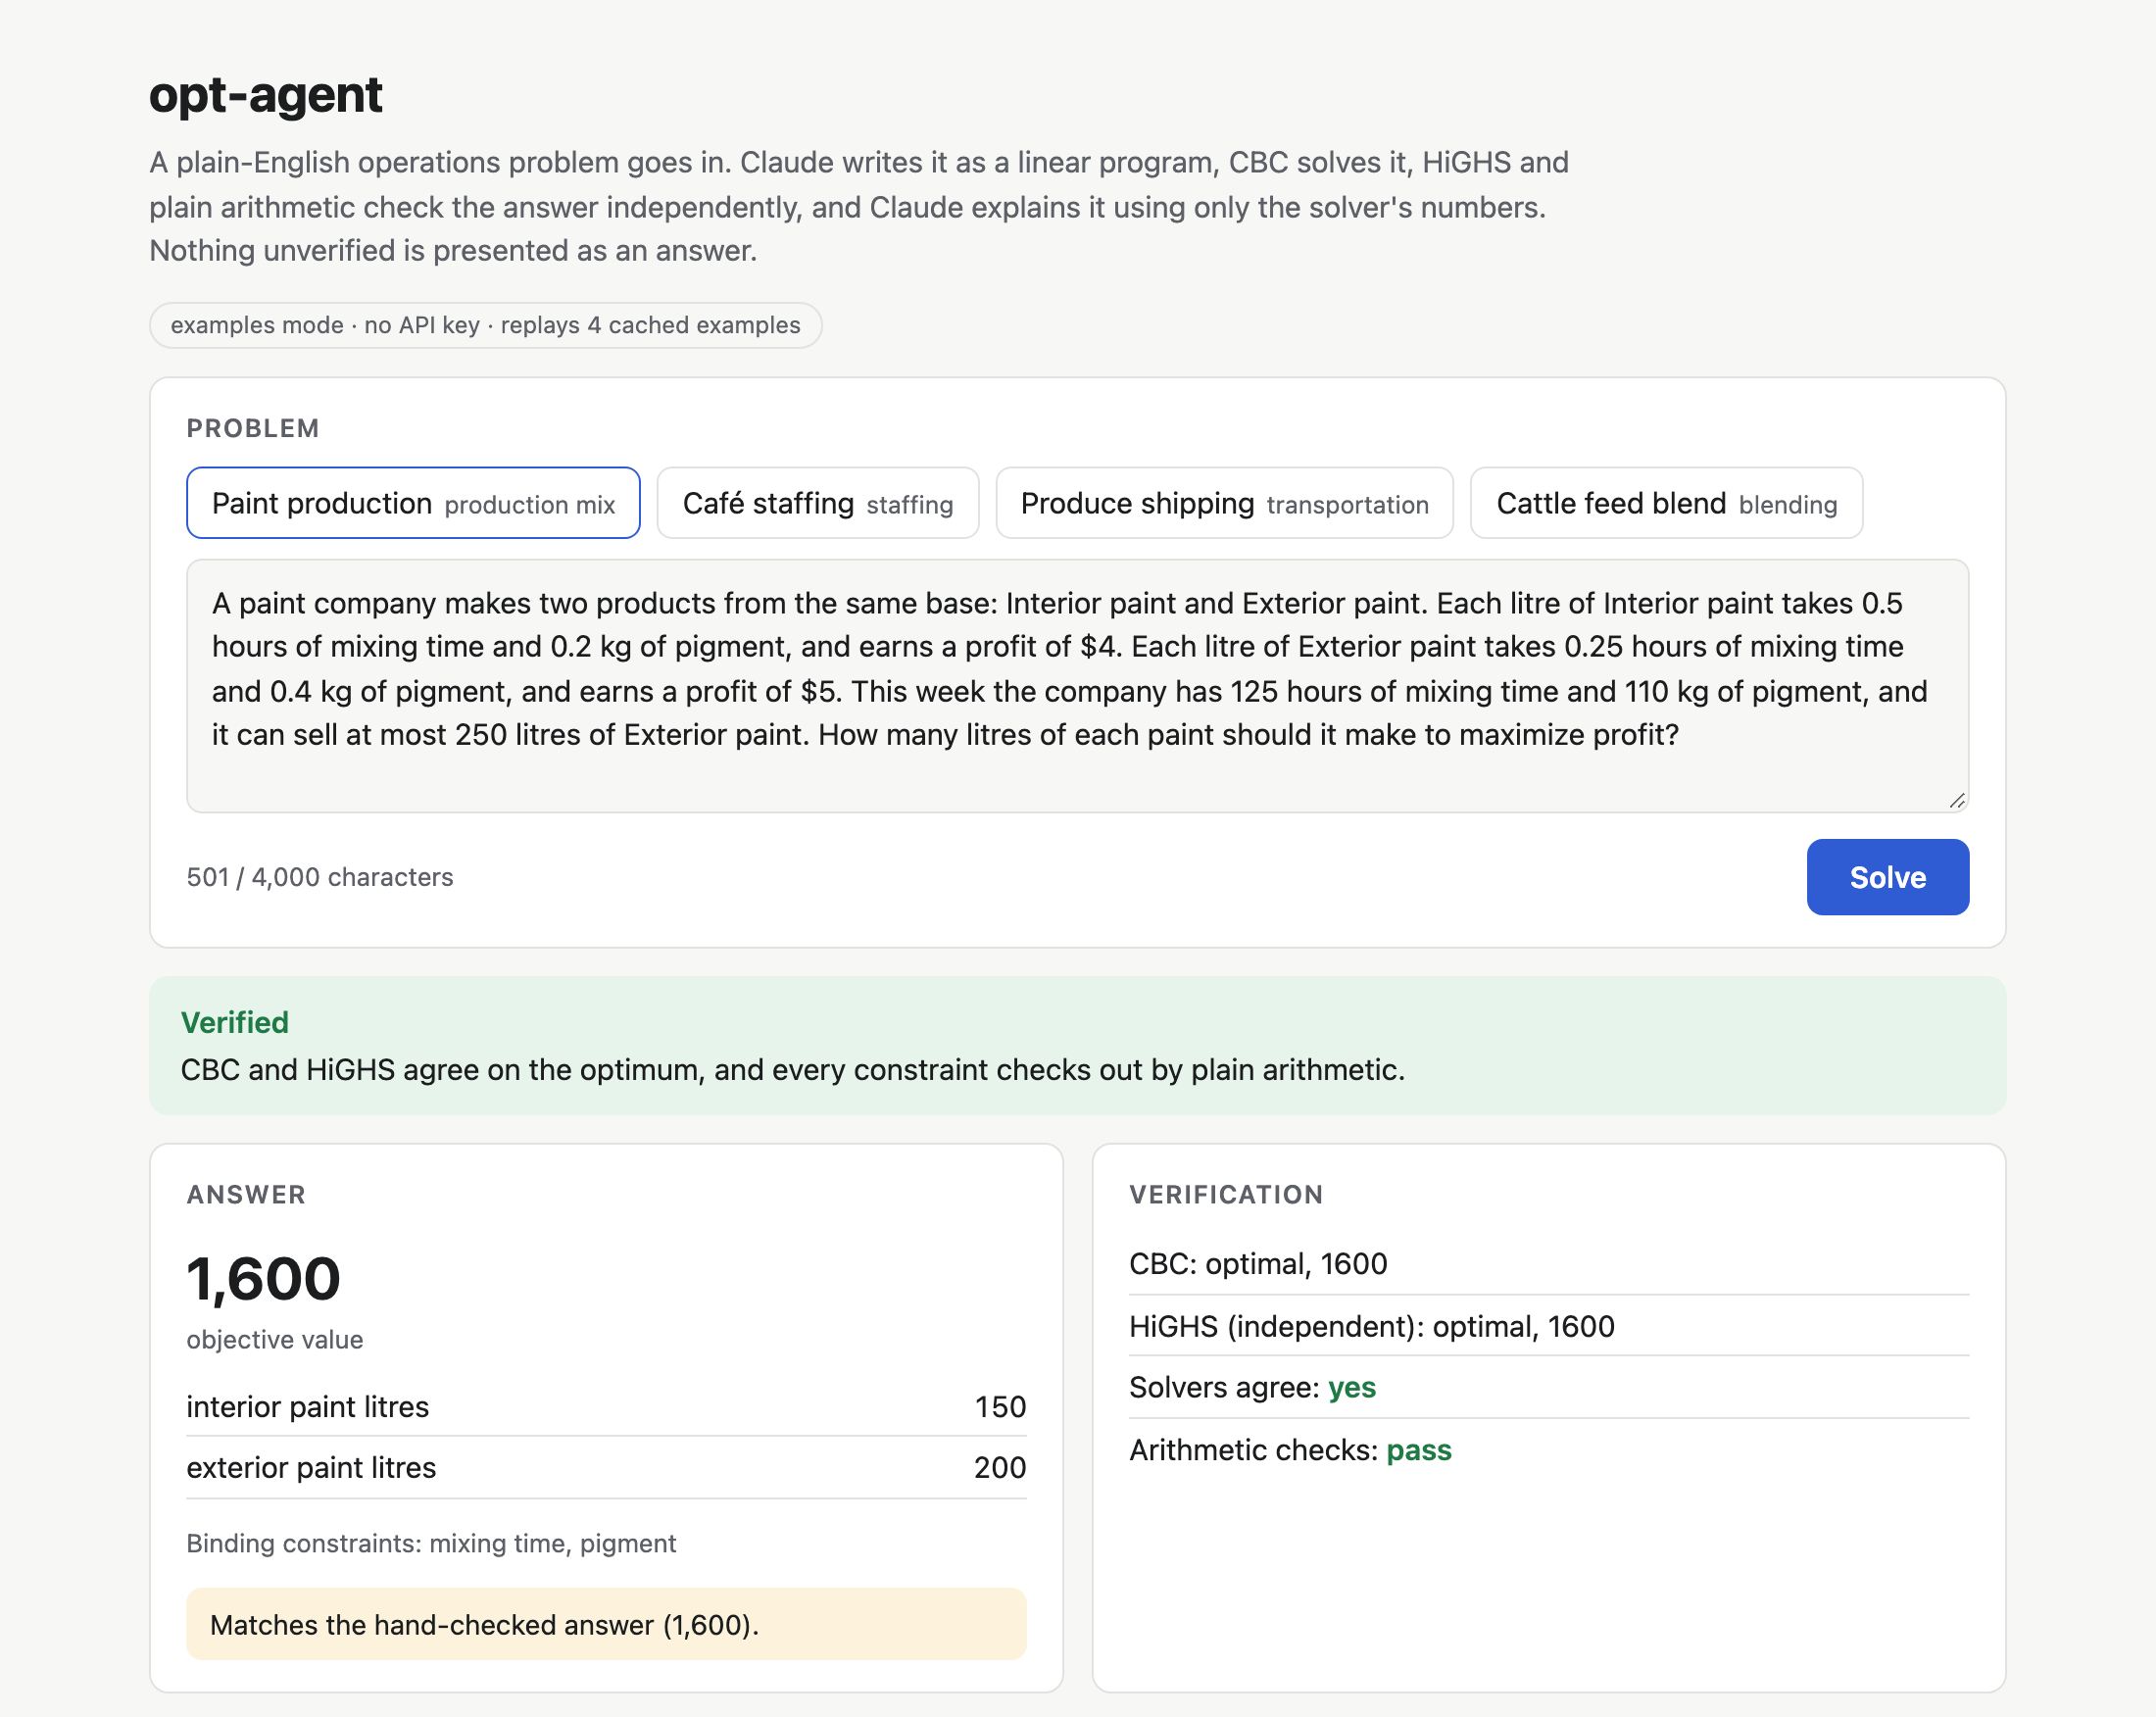 opt-agent
A plain-English operations problem goes in. Claude writes it as a linear program, CBC solves it, HiGHS and
plain arithmetic check the answer independently, and Claude explains it using only the solver's numbers.
Nothing unverified is presented as an answer.
examples mode · no API key · replays 4 cached examples
PROBLEM
Paint production production mix Café staffing staffing Produce shipping transportation Cattle feed blend blending
A paint company makes two products from the same base: Interior paint and Exterior paint. Each litre of Interior paint takes 0.5
hours of mixing time and 0.2 kg of pigment, and earns a profit of $4. Each litre of Exterior paint takes 0.25 hours of mixing time
and 0.4 kg of pigment, and earns a profit of $5. This week the company has 125 hours of mixing time and 110 kg of pigment, and
it can sell at most 250 litres of Exterior paint. How many litres of each paint should it make to maximize profit?
501 / 4,000 characters
Solve
Verified
CBC and HiGHS agree on the optimum, and every constraint checks out by plain arithmetic.
ANSWER
1,600
objective value
interior paint litres 150
exterior paint litres 200
Binding constraints: mixing time, pigment
Matches the hand-checked answer (1,600).
VERIFICATION
CBC: optimal, 1600
HiGHS (independent): optimal, 1600
Solvers agree: yes
Arithmetic checks: pass